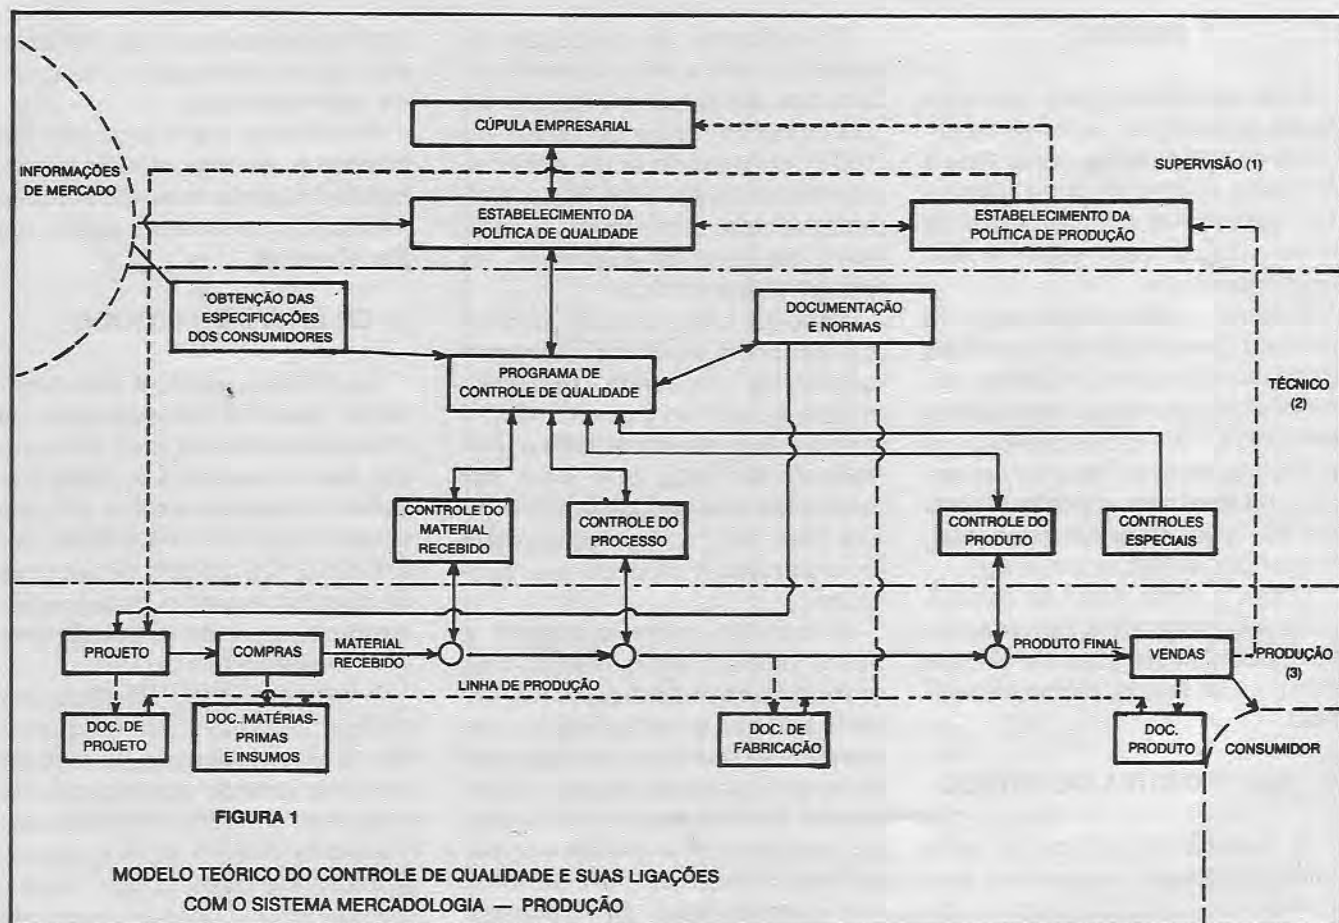 CÚPULA EMPRESARIAL
SUPERVISÃO (1)
INFORMAÇÕES
DE MERCADO
ESTABELECIMENTO DA
POLÍTICA DE QUALIDADE
ESTABELECIMENTO DA
POLÍTICA DE PRODUÇÃO
OBTENÇÃO DAS
ESPECIFICAÇÕES
DOS CONSUMIDORES
DOCUMENTAÇÃO
E NORMAS
PROGRAMA DE
CONTROLE DE QUALIDADE
TÉCNICO
(2)
CONTROLE DO
MATERIAL
RECEBIDO
CONTROLE DO
PROCESSO
CONTROLE DO
PRODUTO
CONTROLES
ESPECIAIS
PROJETO
COMPRAS
MATERIAL
RECEBIDO
PRODUTO FINAL
VENDAS
PRODUÇÃO
(3)
LINHA DE PRODUÇÃO
DOC. DE
PROJETO
DOC. MATÉRIAS-
PRIMAS
E INSUMOS
DOC. DE
FABRICAÇÃO
DOC.
PRODUTO
CONSUMIDOR
FIGURA 1
MODELO TEÓRICO DO CONTROLE DE QUALIDADE E SUAS LIGAÇÕES
COM O SISTEMA MERCADOLOGIA — PRODUÇÃO